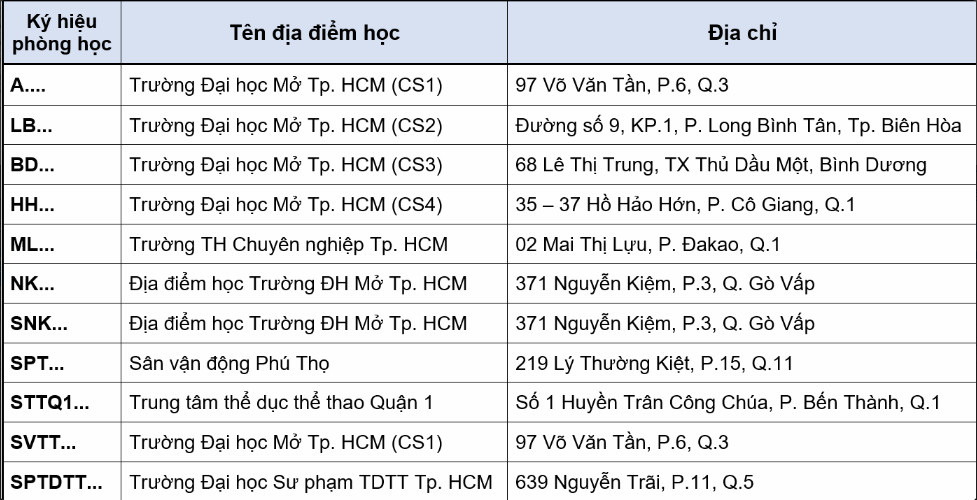 Ký hiệu phòng học Tên địa điểm học Địa chỉ
A.... Trường Đại học Mở Tp. HCM (CS1) 97 Võ Văn Tần, P.6, Q.3
LB... Trường Đại học Mở Tp. HCM (CS2) Đường số 9, KP.1, P. Long Bình Tân, Tp. Biên Hòa
BD... Trường Đại học Mở Tp. HCM (CS3) 68 Lê Thị Trung, TX Thủ Dầu Một, Bình Dương
HH... Trường Đại học Mở Tp. HCM (CS4) 35 – 37 Hồ Hảo Hớn, P. Cô Giang, Q.1
ML... Trường TH Chuyên nghiệp Tp. HCM 02 Mai Thị Lựu, P. Đakao, Q.1
NK... Địa điểm học Trường ĐH Mở Tp. HCM 371 Nguyễn Kiệm, P.3, Q. Gò Vấp
SNK... Địa điểm học Trường ĐH Mở Tp. HCM 371 Nguyễn Kiệm, P.3, Q. Gò Vấp
SPT... Sân vận động Phú Thọ 219 Lý Thường Kiệt, P.15, Q.11
STTQ1... Trung tâm thể dục thể thao Quận 1 Số 1 Huyền Trân Công Chúa, P. Bến Thành, Q.1
SVTT... Trường Đại học Mở Tp. HCM (CS1) 97 Võ Văn Tần, P.6, Q.3
SPTDTT... Trường Đại học Sư phạm TDTT Tp. HCM 639 Nguyễn Trãi, P.11, Q.5